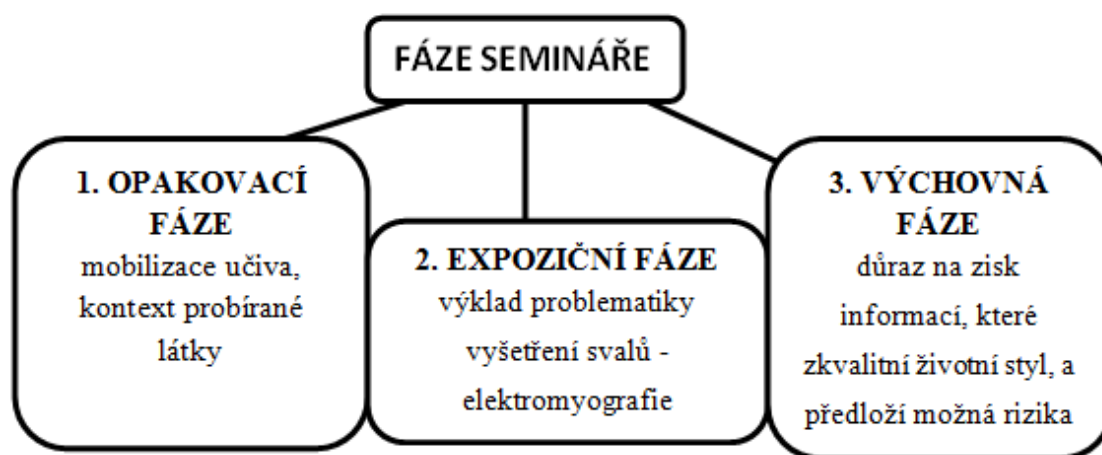 FÁZE SEMINÁŘE
1. OPAKOVACÍ
FÁZE
mobilizace učiva,
kontext probírané
látky
2. EXPOZIČNÍ FÁZE
výklad problematiky
vyšetření svalů -
elektromyografie
3. VÝCHOVNÁ
FÁZE
důraz na zisk
informací, které
zkvalitní životní styl, a
předloží možná rizika